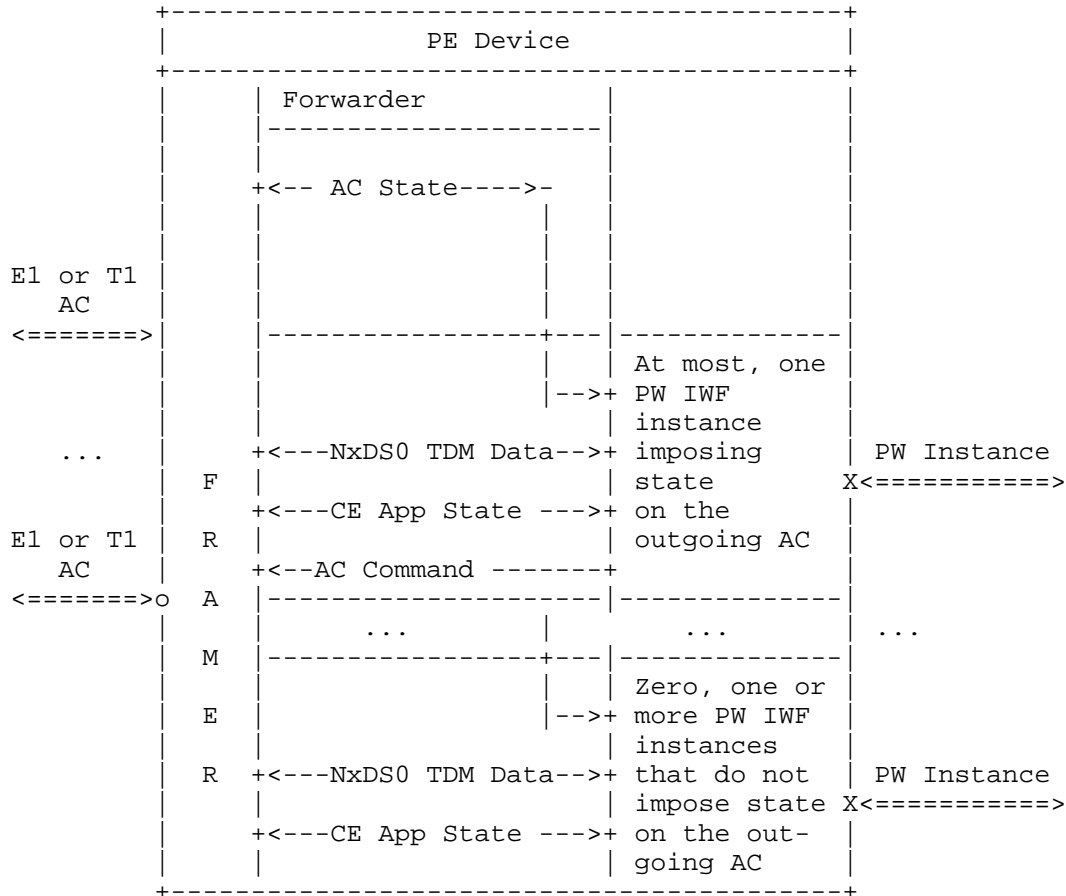 PE Device
Forwarder
+<-- AC State---->-
E1 or T1
AC
<=======>
At most, one
|-->+ PW IWF
instance
... +<---NxDS0 TDM Data-->+ imposing | PW Instance
F state X<===========>
+<---CE App State --->+ on the
E1 or T1 R outgoing AC
AC +<--AC Command -------+
<=======>o A
... ... ...
M
Zero, one or
E |-->+ more PW IWF
instances
R +<---NxDS0 TDM Data-->+ that do not | PW Instance
impose state X<===========>
+<---CE App State --->+ on the out-
going AC